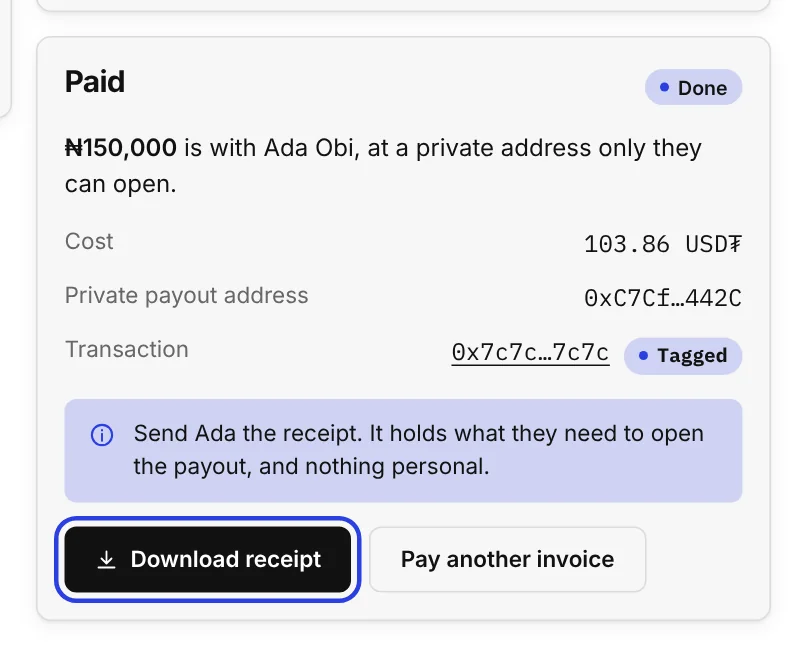 Paid
Done
₦150,000 is with Ada Obi, at a private address only they
can open.
Cost
103.86 USD₮
Private payout address
0xC7Cf…442C
Transaction
0x7c7c…7c7c
Tagged
Send Ada the receipt. It holds what they need to open
the payout, and nothing personal.
Download receipt
Pay another invoice